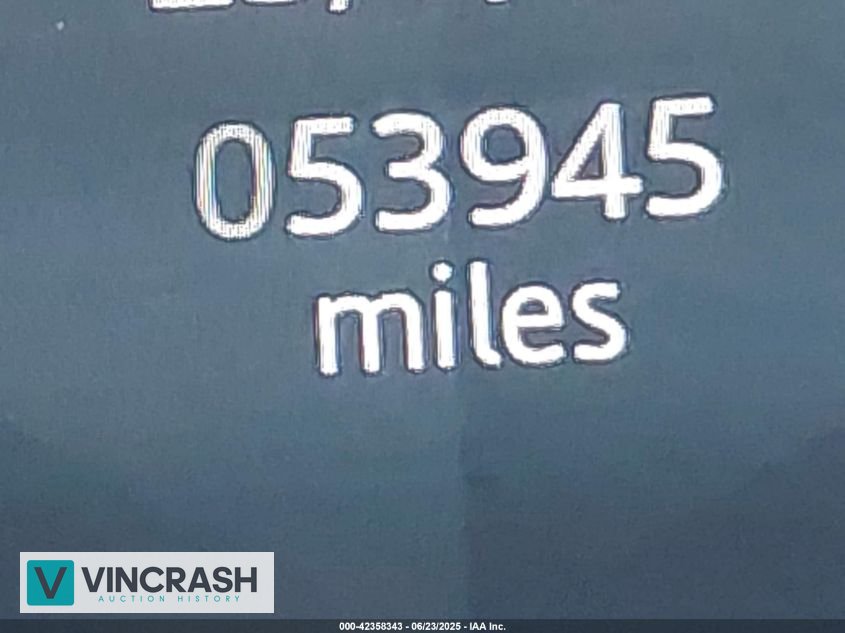 053945
miles
VINCRASH
AUCTION HISTORY
000-42358343 - 06/23/2025 - IAA Inc.